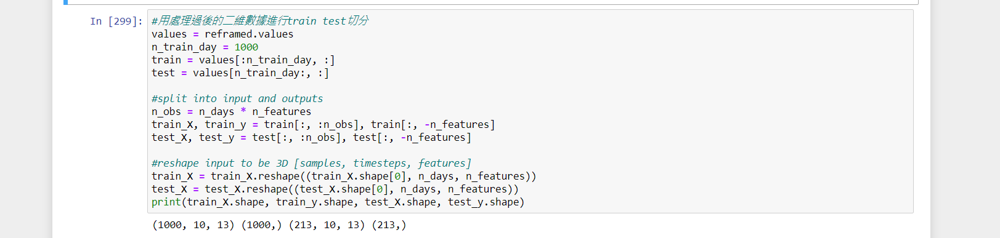 In [299]: #用處理過後的二維數據進行train test切分
values = reframed.values
n_train_day = 1000
train = values[:n_train_day, :]
test = values[n_train_day:, :]
#split into input and outputs
n_obs = n_days * n_features
train_X, train_y = train[:, :n_obs], train[:, -n_features]
test_X, test_y = test[:, :n_obs], test[:, -n_features]
#reshape input to be 3D [samples, timesteps, features]
train_X = train_X.reshape((train_X.shape[0], n_days, n_features))
test_X = test_X.reshape((test_X.shape[0], n_days, n_features))
print(train_X.shape, train_y.shape, test_X.shape, test_y.shape)
(1000, 10, 13) (1000,) (213, 10, 13) (213,)